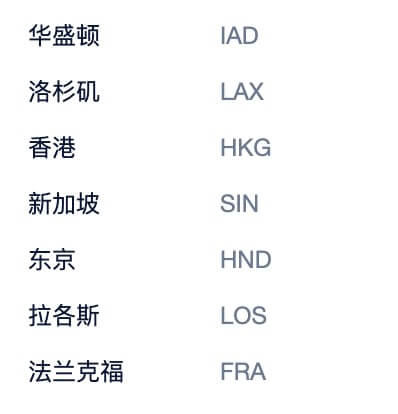 华盛顿 IAD
洛杉矶 LAX
香港 HKG
新加坡 SIN
东京 HND
拉各斯 LOS
法兰克福 FRA